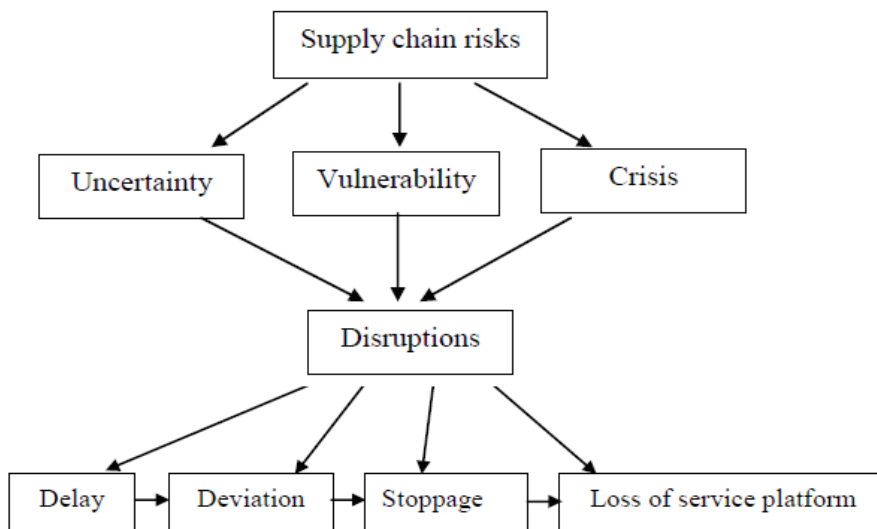 Supply chain risks
Uncertainty
Vulnerability
Crisis
Disruptions
Delay
Deviation
Stoppage
Loss of service platform